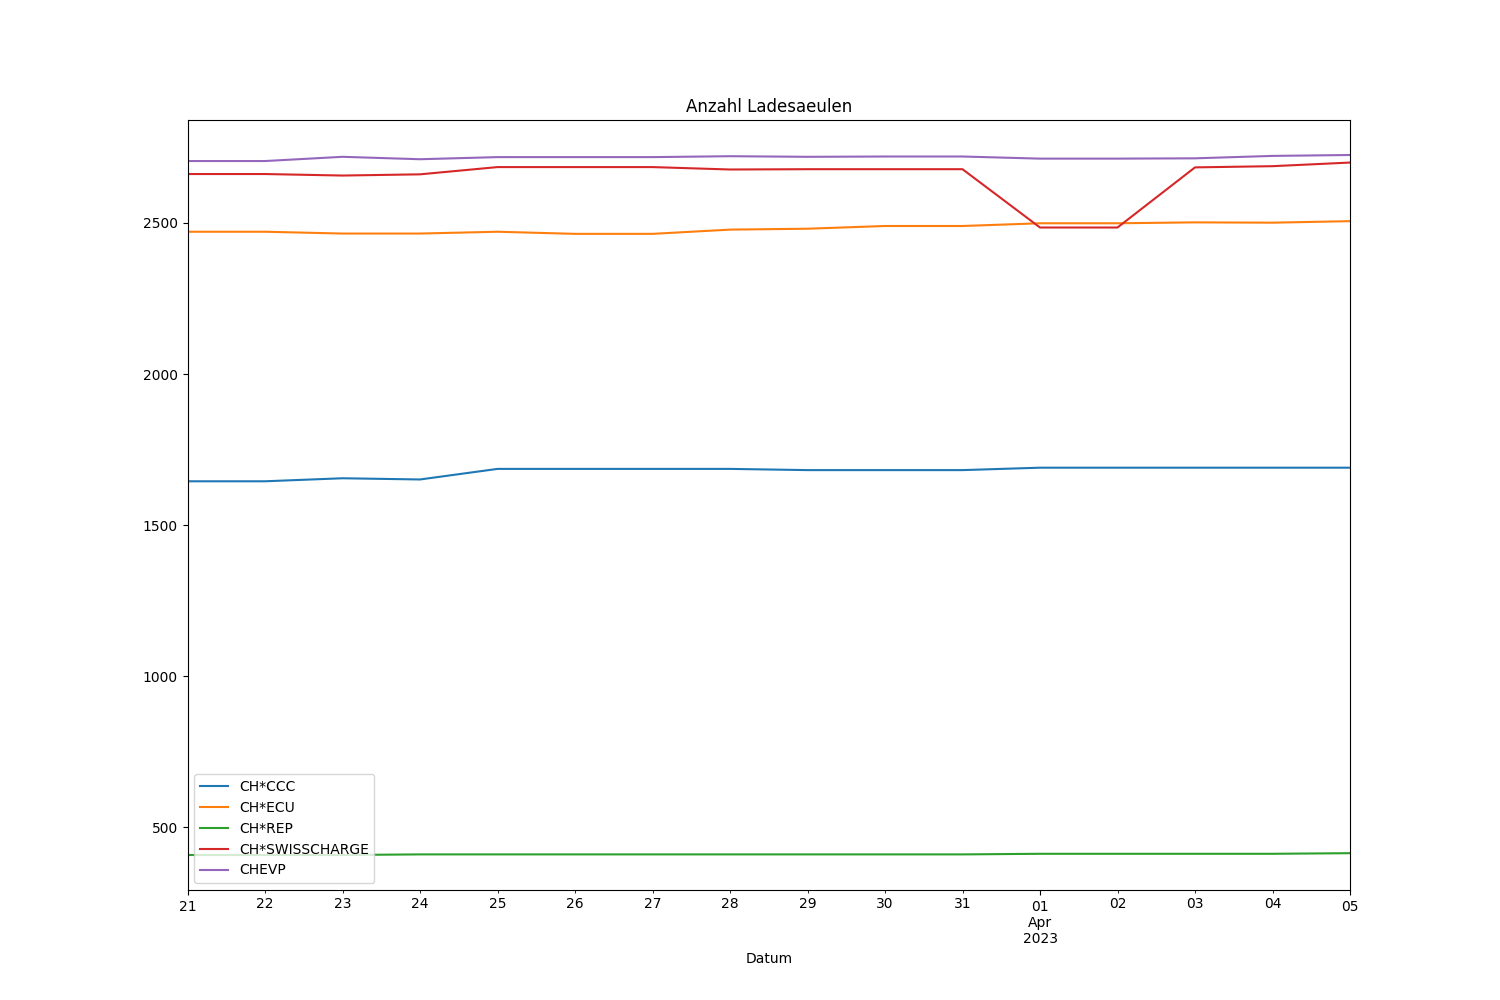 Anzahl Ladesaeulen
2500
2000
1500
1000
500
CH*CCC
CH*ECU
CH*REP
CH*SWISSCHARGE
CHEVP
21 22 23 24 25 26 27 28 29 30 31 01 02 03 04 05
Apr
2023
Datum